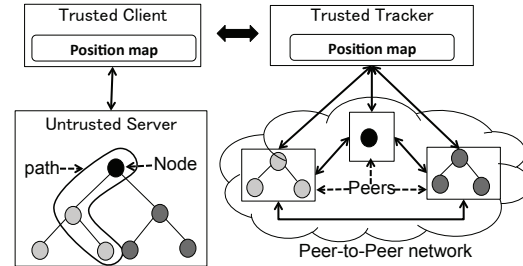 Trusted Client
Position map
Trusted Tracker
Position map
Untrusted Server
path
Node
Peers
Peer-to-Peer network